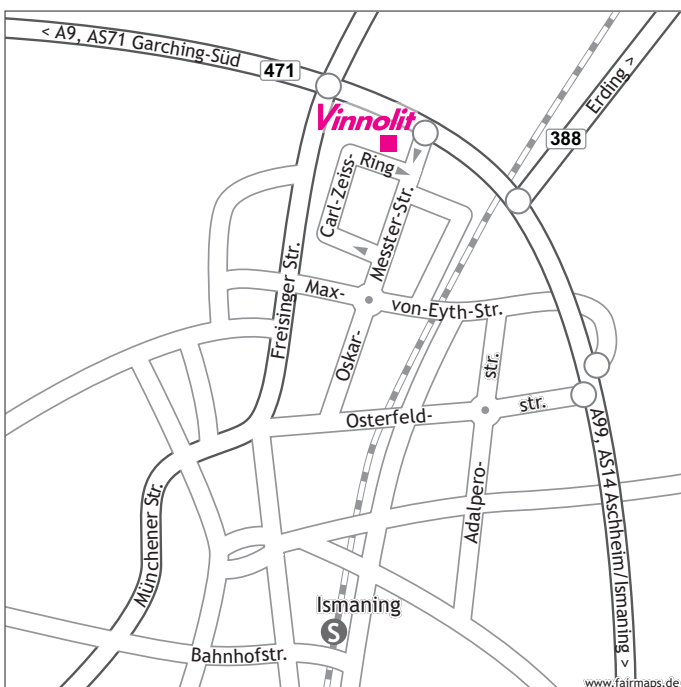 < A9, AS71 Garching-Süd
471
Vinnolit
Erding >
388
Carl-Zeiss-
Ring
Messter-Str.
Freisinger Str.
Max-
von-Eyth-Str.
Oskar-
str.
Osterfeld-
str.
Adalpero-
A99, AS14 Aschheim/Ismaning >
Münchener Str.
Ismaning
S
Bahnhofstr.
www.fairmaps.de